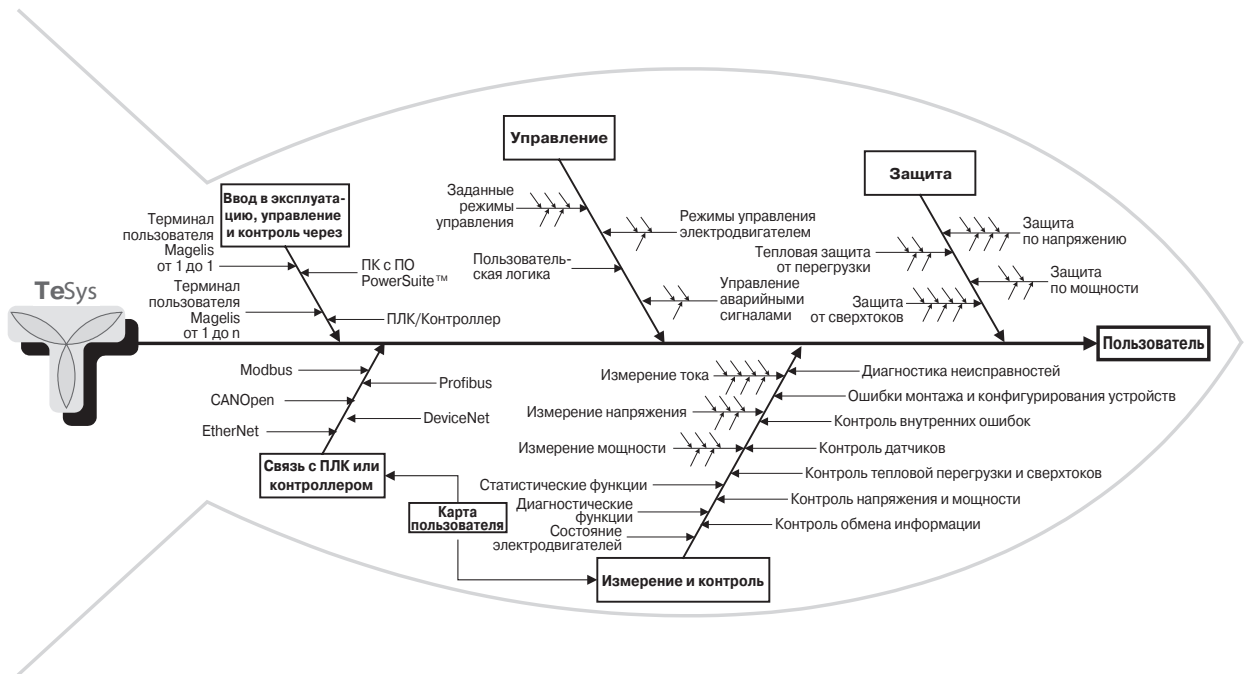 TeSys
Ввод в эксплуата-
цию, управление
и контроль через
Терминал
пользователя
Magelis
от 1 до 1
Терминал
пользователя
Magelis
от 1 до n
ПК с ПО
PowerSuite™
ПЛК/Контроллер
Управление
Заданные
режимы
управления
Режимы управления
электродвигателем
Пользователь-
ская логика
Управление
аварийными
сигналами
Защита
Защита
по напряжению
Тепловая защита
от перегрузки
Защита
по мощности
Защита
от сверхтоков
Пользователь
Modbus
Profibus
CANOpen
DeviceNet
EtherNet
Связь с ПЛК или
контроллером
Карта
пользователя
Измерение тока
Диагностика неисправностей
Ошибки монтажа и конфигурирования устройств
Измерение напряжения
Контроль внутренних ошибок
Измерение мощности
Контроль датчиков
Контроль тепловой перегрузки и сверхтоков
Статистические функции
Контроль напряжения и мощности
Диагностические
функции
Контроль обмена информации
Состояние
электродвигателей
Измерение и контроль